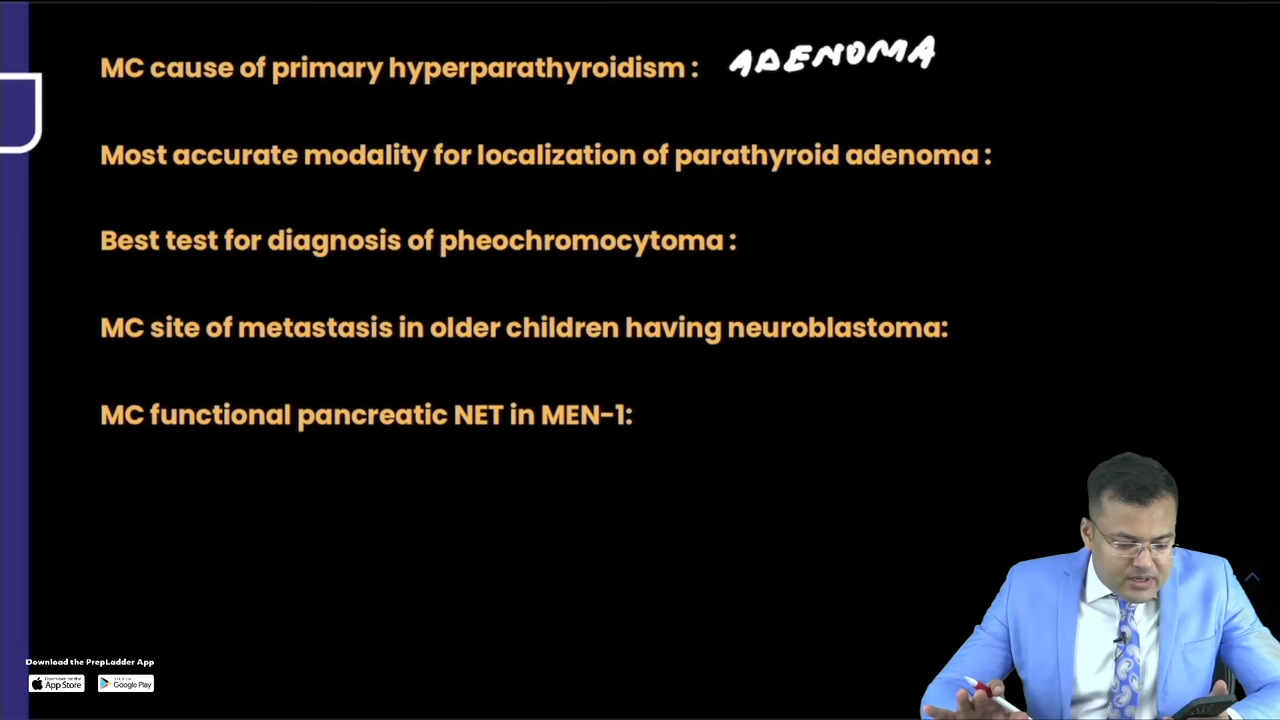 MC cause of primary hyperparathyroidism : ADENOMA
Most accurate modality for localization of parathyroid adenoma :
Best test for diagnosis of pheochromocytoma :
MC site of metastasis in older children having neuroblastoma:
MC functional pancreatic NET in MEN-1:
Download the PrepLadder App
App Store Google Play